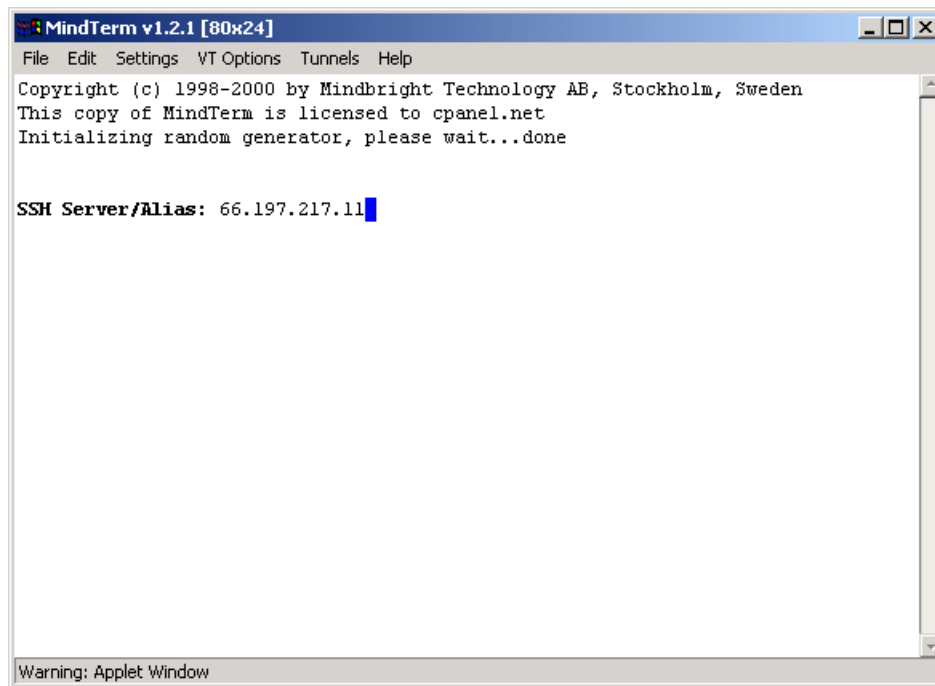 MindTerm v1.2.1 [80x24]
File Edit Settings VT Options Tunnels Help
Copyright (c) 1998-2000 by Mindbright Technology AB, Stockholm, Sweden
This copy of MindTerm is licensed to cpanel.net
Initializing random generator, please wait...done
SSH Server/Alias: 66.197.217.11
Warning: Applet Window